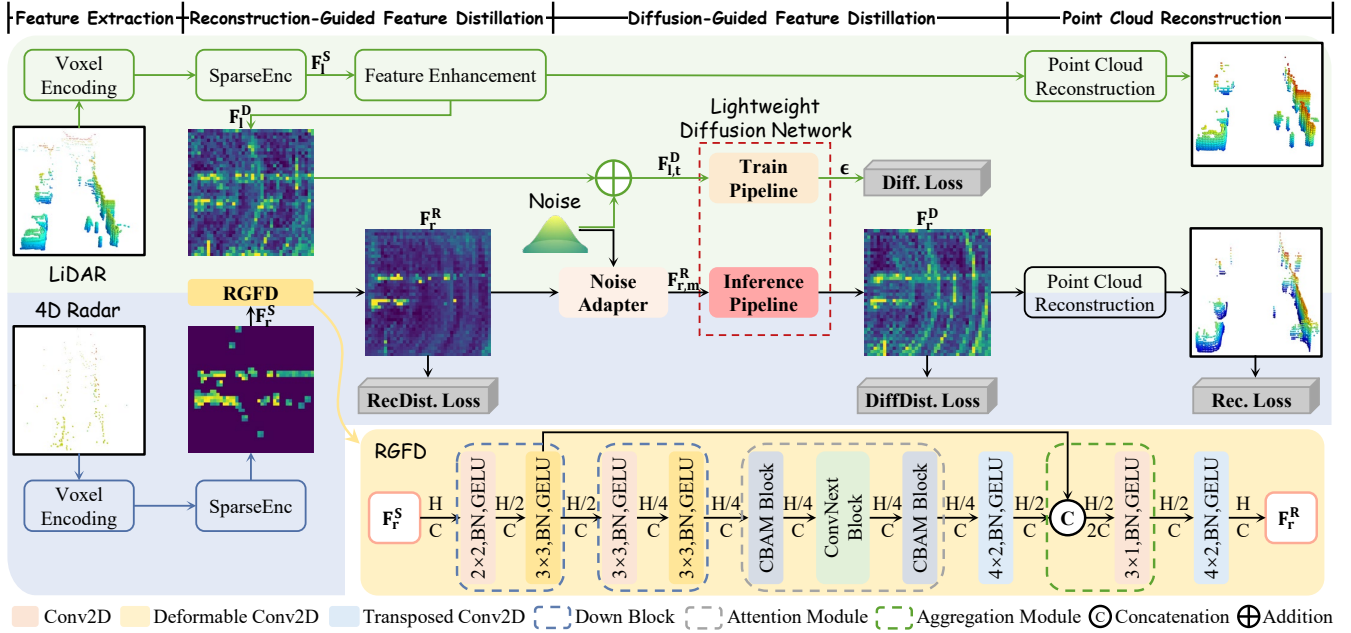 Feature Extraction
Reconstruction-Guided Feature Distillation
Diffusion-Guided Feature Distillation
Point Cloud Reconstruction
Voxel
Encoding
SparseEnc
F_l^S
Feature Enhancement
Point Cloud
Reconstruction
F_l^D
Lightweight
Diffusion Network
F_{l,t}^D
Train
Pipeline
ϵ
Diff. Loss
Noise
F_r^R
F_r^D
LiDAR
RGFD
Noise
Adapter
F_{r,m}^R
Inference
Pipeline
Point Cloud
Reconstruction
4D Radar
F_r^S
RecDist. Loss
DiffDist. Loss
Rec. Loss
Voxel
Encoding
SparseEnc
RGFD
F_r^S
H
C
2×2,BN,GELU
H/2
C
3×3,BN,GELU
H/2
C
3×3,BN,GELU
H/4
C
3×3,BN,GELU
H/4
C
CBAM Block
H/4
C
ConvNext
Block
H/4
C
CBAM Block
H/4
C
4×2,BN,GELU
H/2
C
C
H/2
2C
3×1,BN,GELU
H/2
C
4×2,BN,GELU
H
C
F_r^R
Conv2D
Deformable Conv2D
Transposed Conv2D
Down Block
Attention Module
Aggregation Module
C Concatenation
Addition